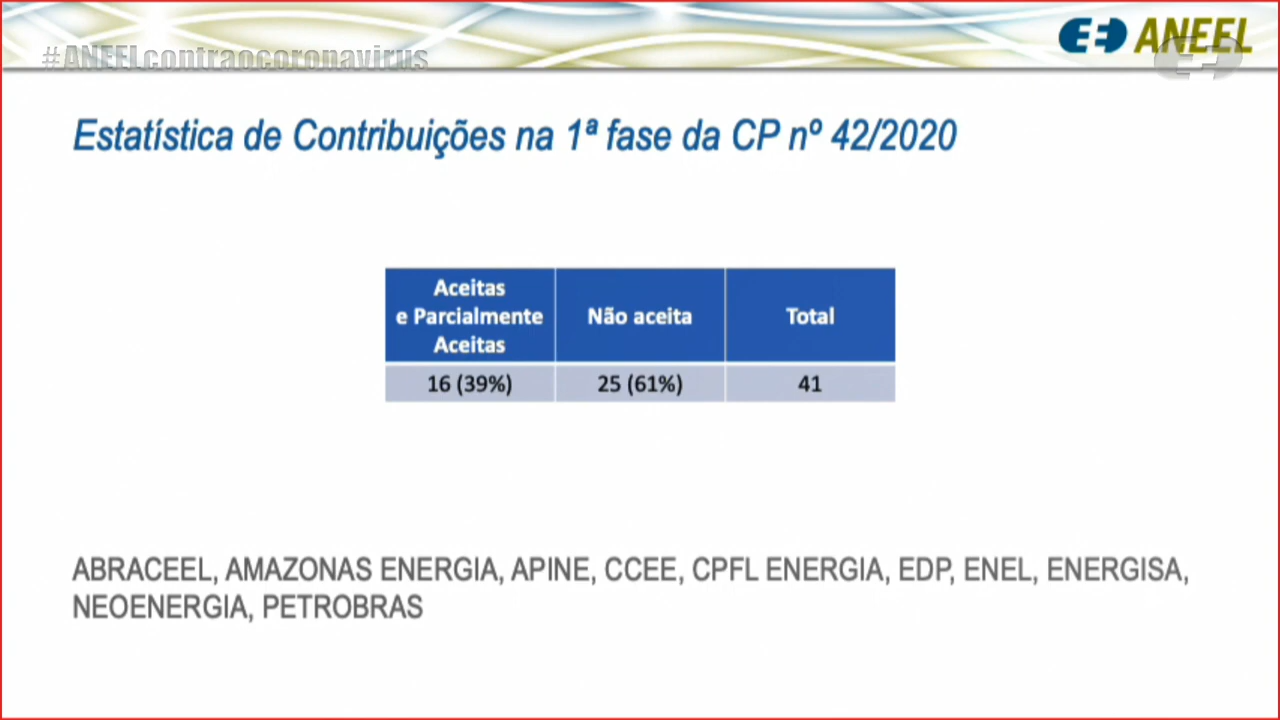 #ANEELcontraocoronavirus
ANEEL
Estatística de Contribuições na 1ª fase da CP nº 42/2020
Aceitas
e Parcialmente
Aceitas
Não aceita
Total
16 (39%)
25 (61%)
41
ABRACEEL, AMAZONAS ENERGIA, APINE, CCEE, CPFL ENERGIA, EDP, ENEL, ENERGISA,
NEOENERGIA, PETROBRAS